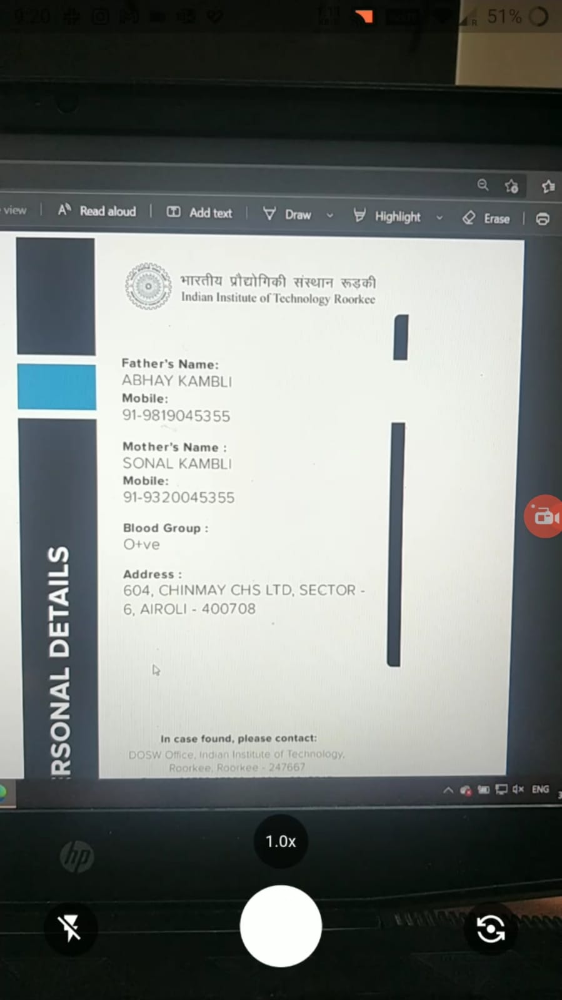 9:20
51%
R
view
Read aloud
Add text
Draw
Highlight
Erase
भारतीय प्रौद्योगिकी संस्थान रूड़की
Indian Institute of Technology Roorkee
Father's Name:
ABHAY KAMBLI
Mobile:
91-9819045355
Mother's Name :
SONAL KAMBLI
Mobile:
91-9320045355
Blood Group :
O+ve
Address :
604, CHINMAY CHS LTD, SECTOR -
6, AIROLI - 400708
RSONAL DETAILS
In case found, please contact:
DOSW Office, Indian Institute of Technology,
Roorkee, Roorkee - 247667
ENG
hp
1.0x